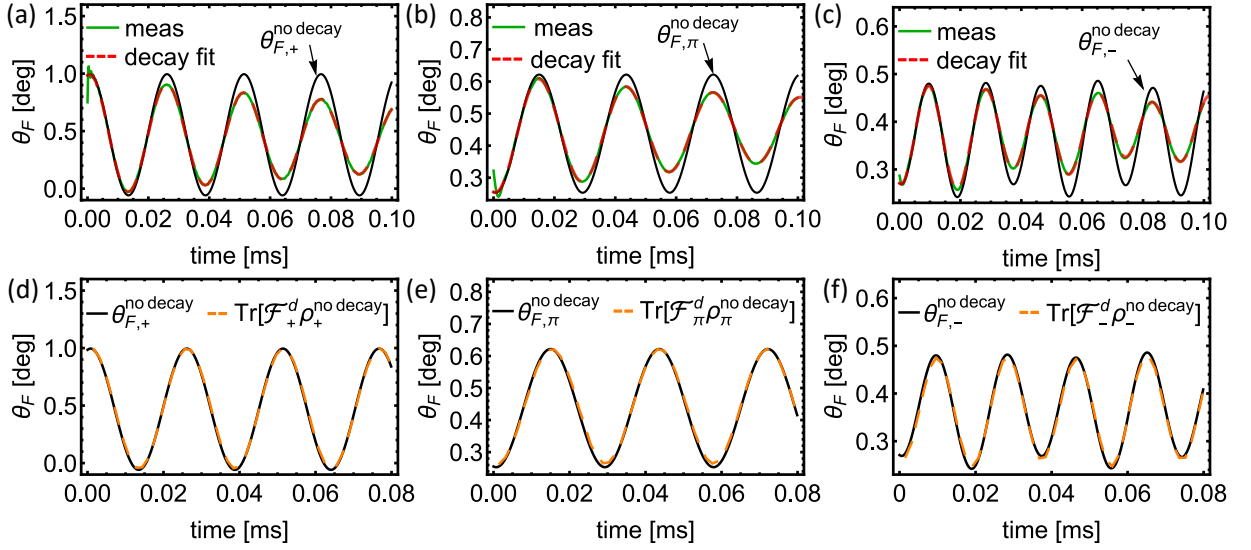 (a)
meas
decay fit
θ_{F,+}^{no decay}
θ_F [deg]
1.5
1.0
0.5
0.0
0.00 0.02 0.04 0.06 0.08 0.10
time [ms]
(b)
meas
decay fit
θ_{F,π}^{no decay}
θ_F [deg]
0.8
0.7
0.6
0.5
0.4
0.3
0.00 0.02 0.04 0.06 0.08 0.10
time [ms]
(c)
meas
decay fit
θ_{F,-}^{no decay}
θ_F [deg]
0.6
0.5
0.4
0.3
0.00 0.02 0.04 0.06 0.08 0.10
time [ms]
(d)
θ_{F,+}^{no decay} Tr[ℱ_+^d ρ_+^{no decay}]
θ_F [deg]
1.5
1.0
0.5
0.0
0.00 0.02 0.04 0.06 0.08
time [ms]
(e)
θ_{F,π}^{no decay} Tr[ℱ_π^d ρ_π^{no decay}]
θ_F [deg]
0.8
0.7
0.6
0.5
0.4
0.3
0.00 0.02 0.04 0.06 0.08
time [ms]
(f)
θ_{F,-}^{no decay} Tr[ℱ_-^d ρ_-^{no decay}]
θ_F [deg]
0.6
0.5
0.4
0.3
0 0.02 0.04 0.06 0.08
time [ms]